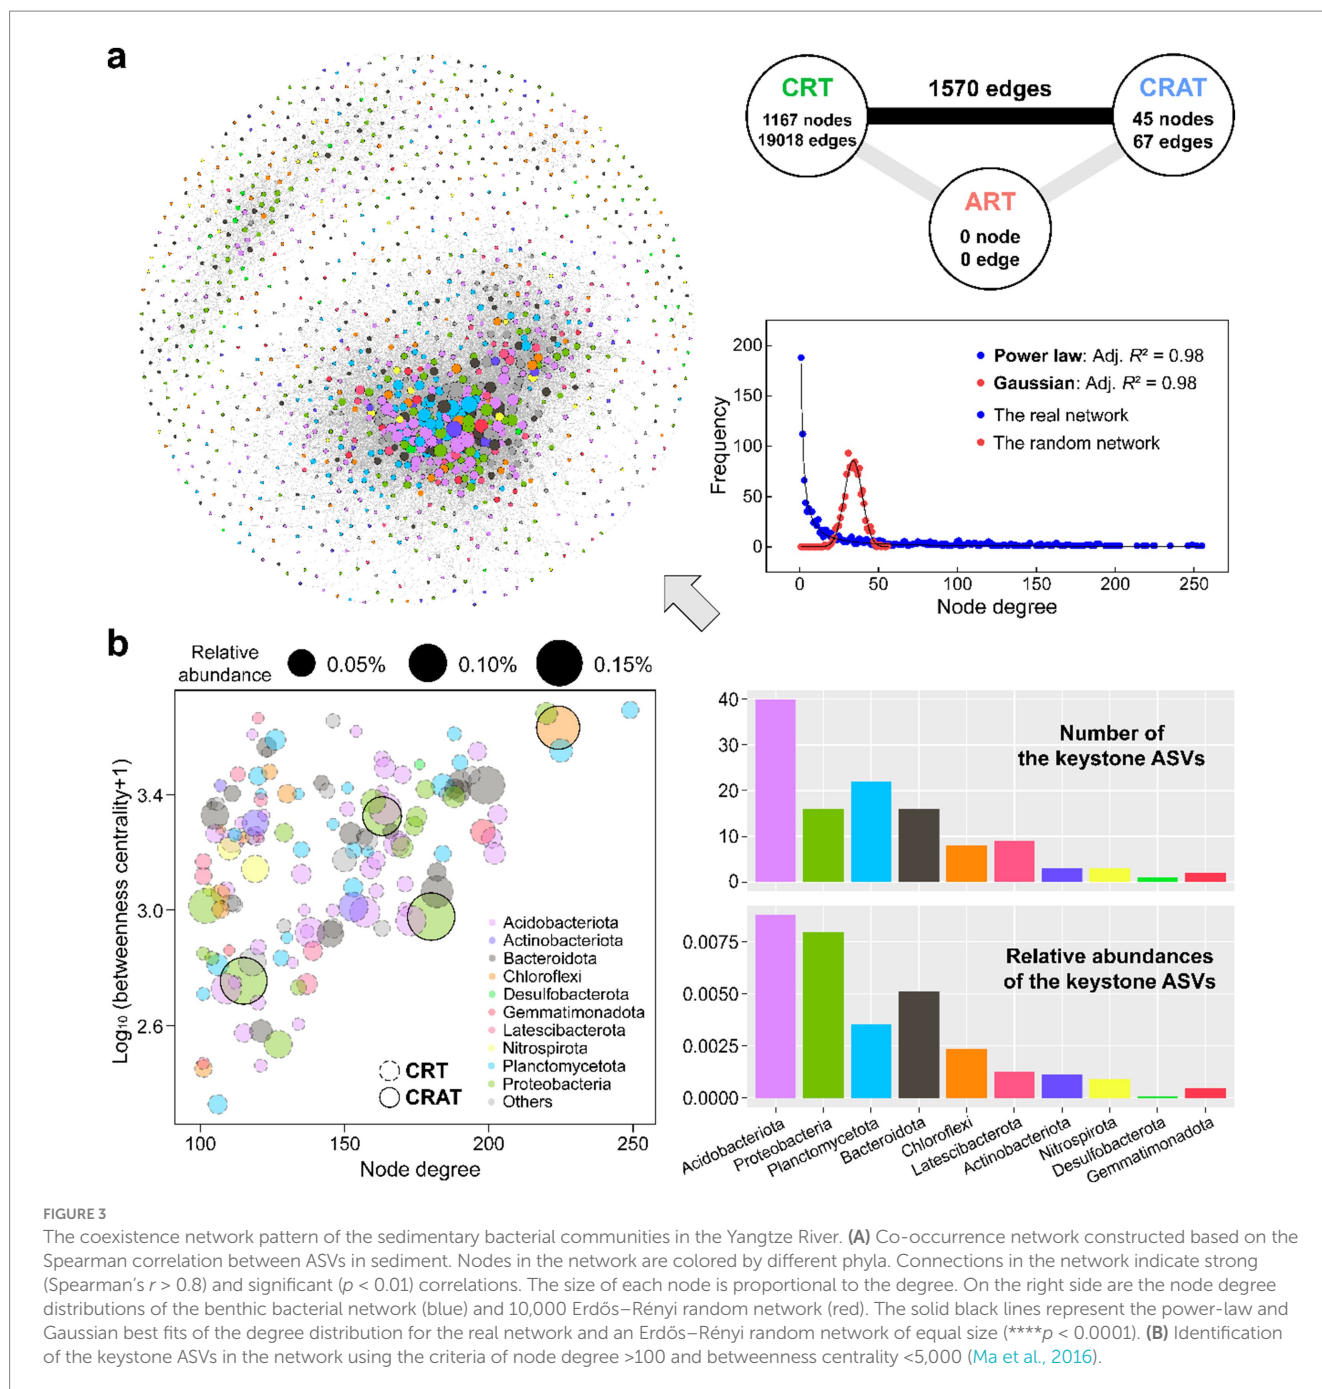 a
CRT
1167 nodes
19018 edges
1570 edges
CRAT
45 nodes
67 edges
ART
0 node
0 edge
Power law: Adj. R² = 0.98
Gaussian: Adj. R² = 0.98
The real network
The random network
Frequency
200
150
100
50
0
0
50
100
150
200
250
Node degree
b
Relative
abundance
0.05%
0.10%
0.15%
Log₁₀ (betweenness centrality+1)
3.4
3.0
2.6
100
150
200
250
Node degree
Acidobacteriota
Actinobacteriota
Bacteroidota
Chloroflexi
Desulfobacterota
Gemmatimonadota
Latescibacterota
Nitrospirota
Planctomycetota
Proteobacteria
Others
CRT
CRAT
40
30
20
10
0
Number of
the keystone ASVs
0.0075
0.0050
0.0025
0.0000
Relative abundances
of the keystone ASVs
Acidobacteriota
Proteobacteria
Planctomycetota
Bacteroidota
Chloroflexi
Latescibacterota
Actinobacteriota
Nitrospirota
Desulfobacterota
Gemmatimonadota
FIGURE 3
The coexistence network pattern of the sedimentary bacterial communities in the Yangtze River. (A) Co-occurrence network constructed based on the
Spearman correlation between ASVs in sediment. Nodes in the network are colored by different phyla. Connections in the network indicate strong
(Spearman's r > 0.8) and significant (p < 0.01) correlations. The size of each node is proportional to the degree. On the right side are the node degree
distributions of the benthic bacterial network (blue) and 10,000 Erdős–Rényi random network (red). The solid black lines represent the power-law and
Gaussian best fits of the degree distribution for the real network and an Erdős–Rényi random network of equal size (****p < 0.0001). (B) Identification
of the keystone ASVs in the network using the criteria of node degree >100 and betweenness centrality <5,000 (Ma et al., 2016).